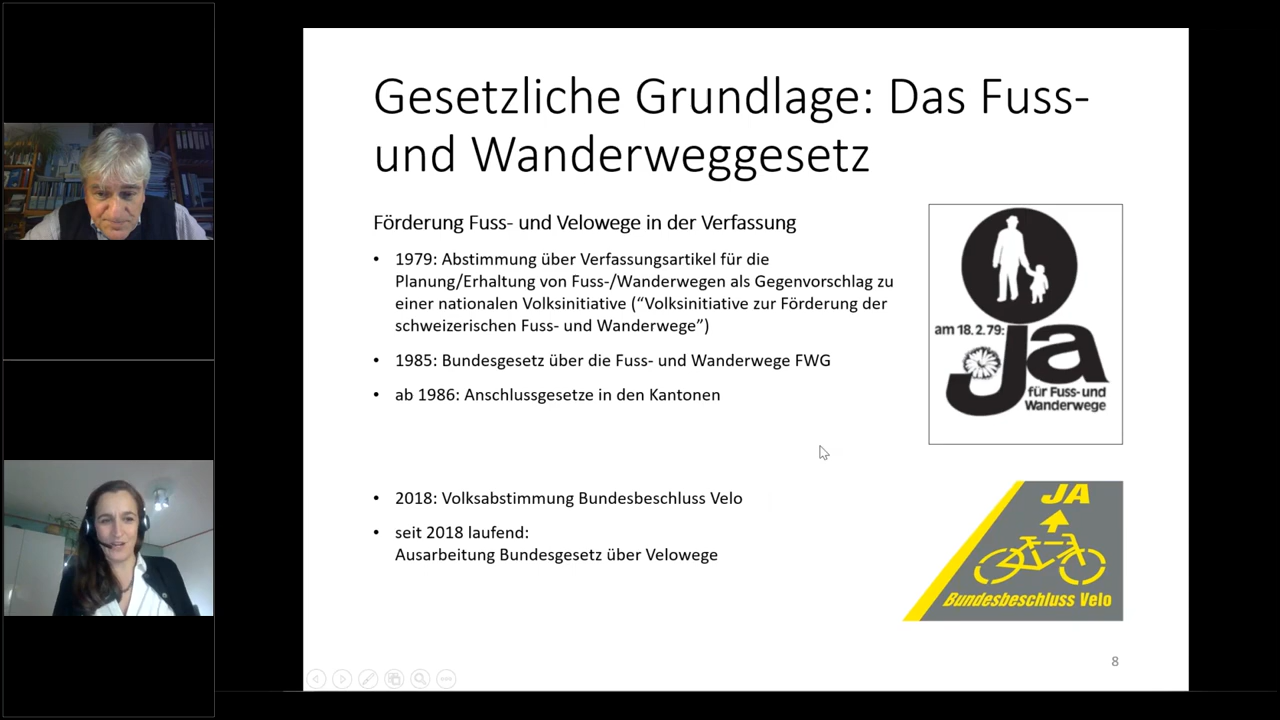 Gesetzliche Grundlage: Das Fuss-
und Wanderweggesetz
Förderung Fuss- und Velowege in der Verfassung
• 1979: Abstimmung über Verfassungsartikel für die
Planung/Erhaltung von Fuss-/Wanderwegen als Gegenvorschlag zu
einer nationalen Volksinitiative (“Volksinitiative zur Förderung der
schweizerischen Fuss- und Wanderwege”)
• 1985: Bundesgesetz über die Fuss- und Wanderwege FWG
• ab 1986: Anschlussgesetze in den Kantonen
am 18.2.79:
ja
für Fuss-und
Wanderwege
• 2018: Volksabstimmung Bundesbeschluss Velo
• seit 2018 laufend:
Ausarbeitung Bundesgesetz über Velowege
JA
Bundesbeschluss Velo
8